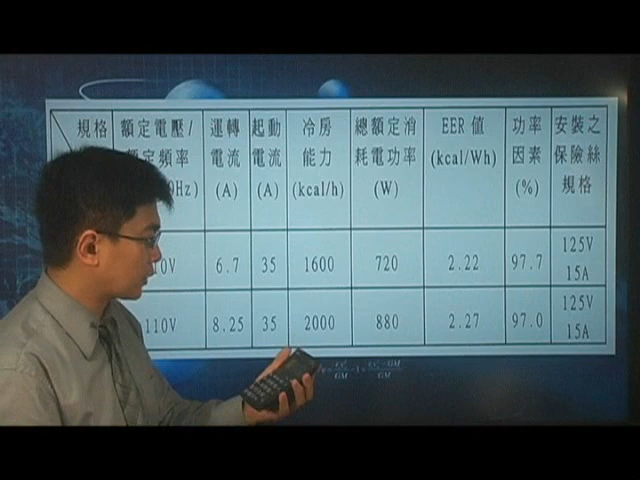 規格 額定電壓/ 運轉 起動 冷房 總額定消 EER 值 功率 安裝之
定頻率 電流 電流 能力 耗電功率 (kcal/Wh) 因素 保險絲
Hz) (A) (A) (kcal/h) (W) (%) 規格
10V 6.7 35 1600 720 2.22 97.7 125V 15A
110V 8.25 35 2000 880 2.27 97.0 125V 15A